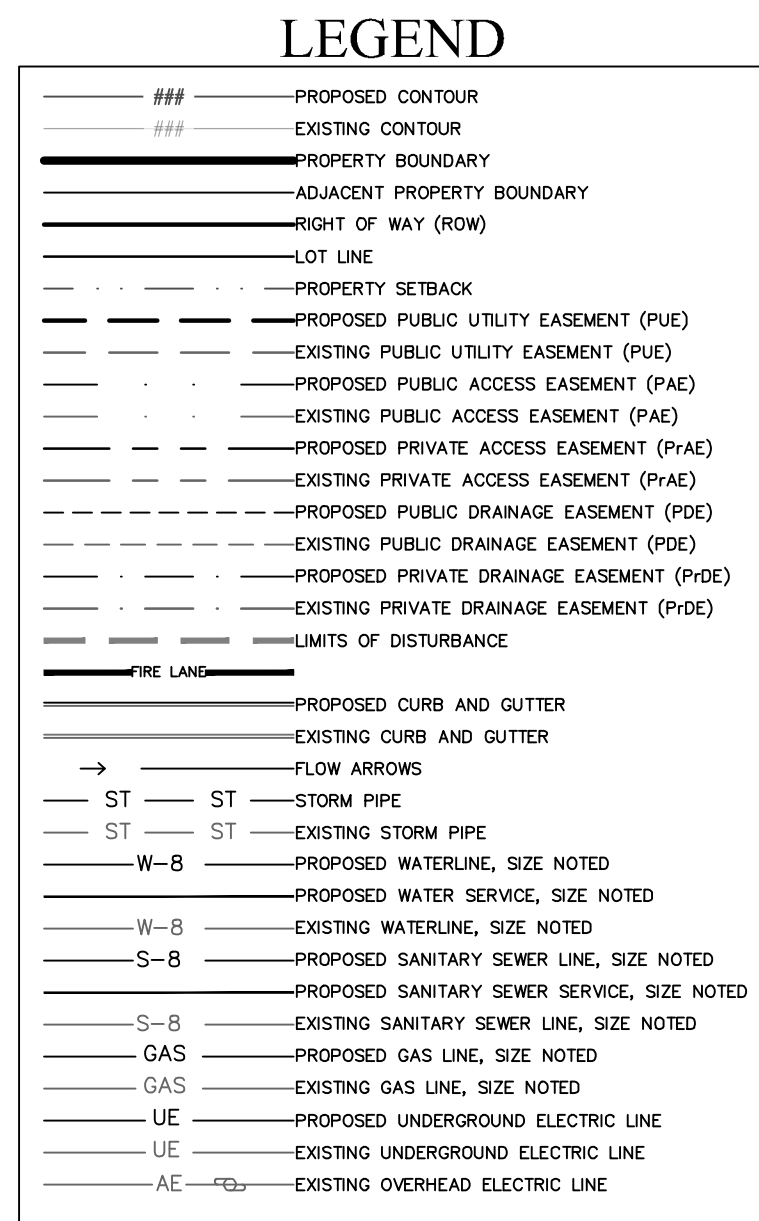 LEGEND
### PROPOSED CONTOUR
### EXISTING CONTOUR
PROPERTY BOUNDARY
ADJACENT PROPERTY BOUNDARY
RIGHT OF WAY (ROW)
LOT LINE
PROPERTY SETBACK
PROPOSED PUBLIC UTILITY EASEMENT (PUE)
EXISTING PUBLIC UTILITY EASEMENT (PUE)
PROPOSED PUBLIC ACCESS EASEMENT (PAE)
EXISTING PUBLIC ACCESS EASEMENT (PAE)
PROPOSED PRIVATE ACCESS EASEMENT (PrAE)
EXISTING PRIVATE ACCESS EASEMENT (PrAE)
PROPOSED PUBLIC DRAINAGE EASEMENT (PDE)
EXISTING PUBLIC DRAINAGE EASEMENT (PDE)
PROPOSED PRIVATE DRAINAGE EASEMENT (PrDE)
EXISTING PRIVATE DRAINAGE EASEMENT (PrDE)
LIMITS OF DISTURBANCE
FIRE LANE
PROPOSED CURB AND GUTTER
EXISTING CURB AND GUTTER
FLOW ARROWS
ST ST STORM PIPE
ST ST EXISTING STORM PIPE
W-8 PROPOSED WATERLINE, SIZE NOTED
PROPOSED WATER SERVICE, SIZE NOTED
W-8 EXISTING WATERLINE, SIZE NOTED
S-8 PROPOSED SANITARY SEWER LINE, SIZE NOTED
PROPOSED SANITARY SEWER SERVICE, SIZE NOTED
S-8 EXISTING SANITARY SEWER LINE, SIZE NOTED
GAS PROPOSED GAS LINE, SIZE NOTED
GAS EXISTING GAS LINE, SIZE NOTED
UE PROPOSED UNDERGROUND ELECTRIC LINE
UE EXISTING UNDERGROUND ELECTRIC LINE
AE EXISTING OVERHEAD ELECTRIC LINE